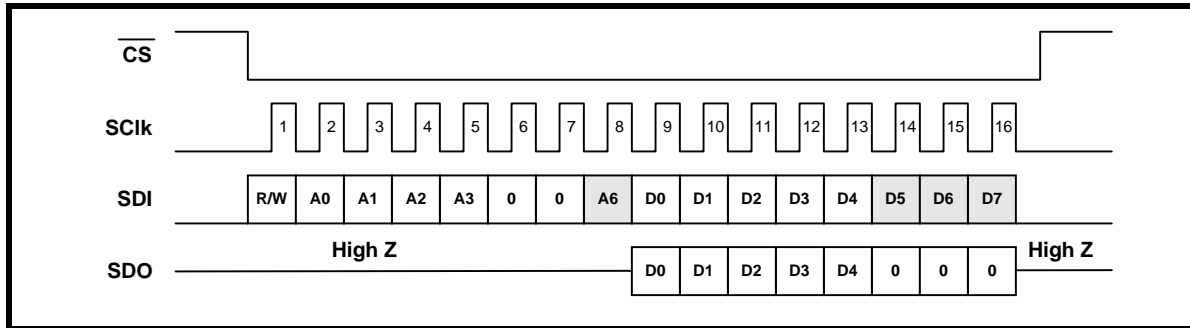 CS
SClk 1 2 3 4 5 6 7 8 9 10 11 12 13 14 15 16
SDI R/W A0 A1 A2 A3 0 0 A6 D0 D1 D2 D3 D4 D5 D6 D7
High Z High Z
SDO D0 D1 D2 D3 D4 0 0 0